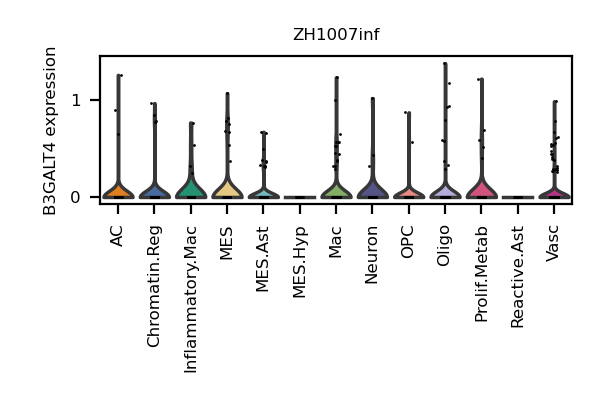 ZH1007inf
B3GALT4 expression
1
0
AC
Chromatin.Reg
Inflammatory.Mac
MES
MES.Ast
MES.Hyp
Mac
Neuron
OPC
Oligo
Prolif.Metab
Reactive.Ast
Vasc